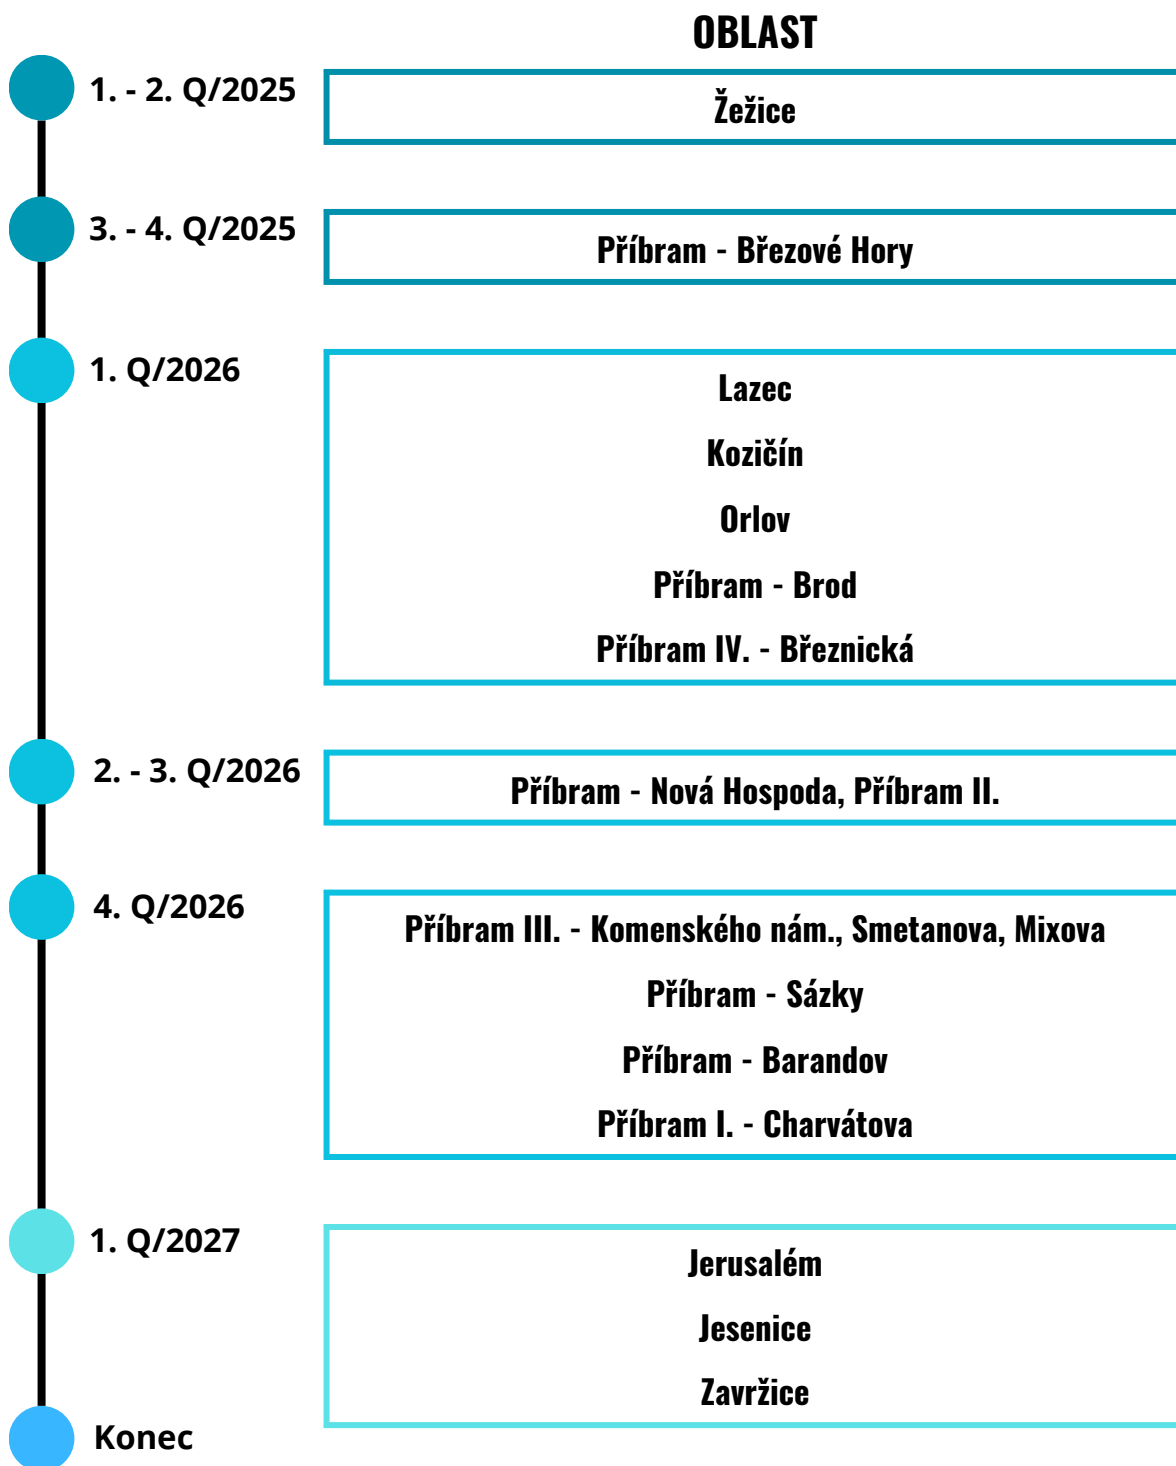 OBLAST
1. - 2. Q/2025
Žežice
3. - 4. Q/2025
Příbram - Březové Hory
1. Q/2026
Lazec
Kozičín
Orlov
Příbram - Brod
Příbram IV. - Březnická
2. - 3. Q/2026
Příbram - Nová Hospoda, Příbram II.
4. Q/2026
Příbram III. - Komenského nám., Smetanova, Mixova
Příbram - Sázky
Příbram - Barandov
Příbram I. - Charvátova
1. Q/2027
Jerusalém
Jesenice
Zavržice
Konec